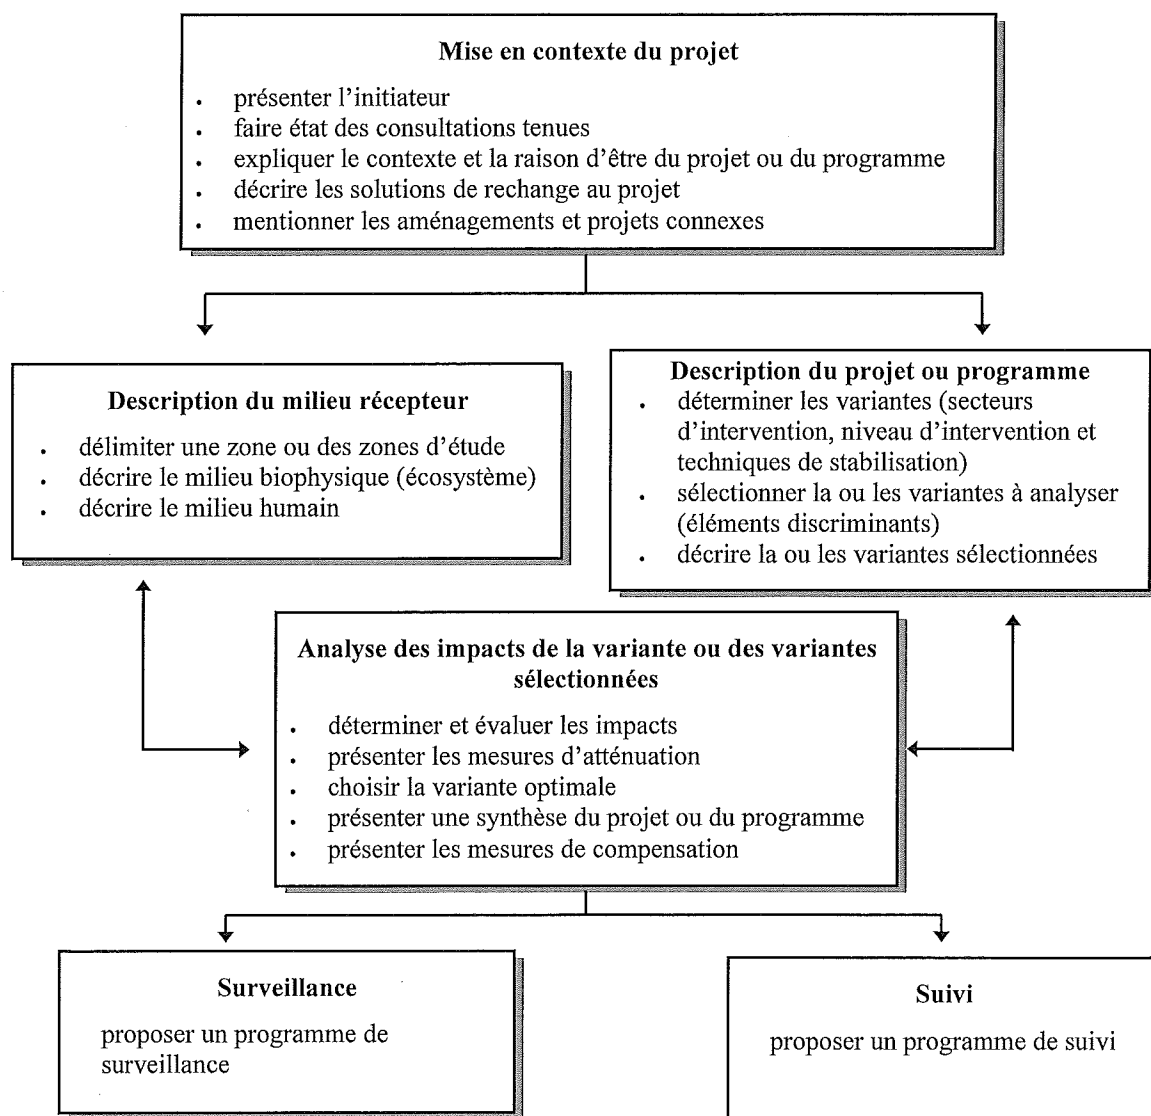 Mise en contexte du projet
• présenter l'initiateur
• faire état des consultations tenues
• expliquer le contexte et la raison d'être du projet ou du programme
• décrire les solutions de rechange au projet
• mentionner les aménagements et projets connexes
Description du milieu récepteur
• délimiter une zone ou des zones d'étude
• décrire le milieu biophysique (écosystème)
• décrire le milieu humain
Description du projet ou programme
• déterminer les variantes (secteurs
d'intervention, niveau d'intervention et
techniques de stabilisation)
• sélectionner la ou les variantes à analyser
(éléments discriminants)
• décrire la ou les variantes sélectionnées
Analyse des impacts de la variante ou des variantes
sélectionnées
• déterminer et évaluer les impacts
• présenter les mesures d'atténuation
• choisir la variante optimale
• présenter une synthèse du projet ou du programme
• présenter les mesures de compensation
Surveillance
proposer un programme de
surveillance
Suivi
proposer un programme de suivi